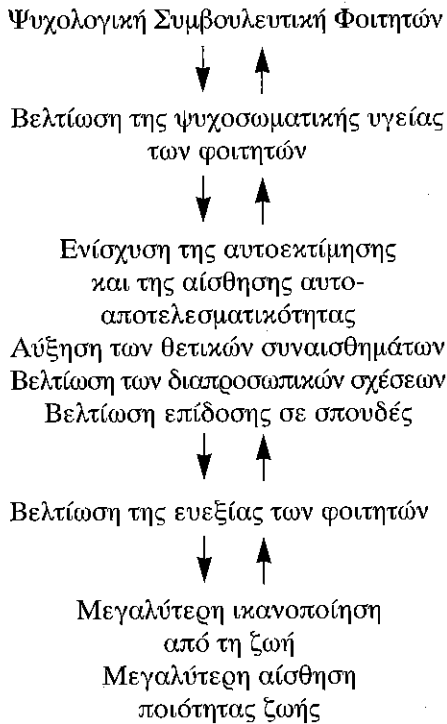 Ψυχολογική Συμβουλευτική Φοιτητών
Βελτίωση της ψυχοσωματικής υγείας
των φοιτητών
Ενίσχυση της αυτοεκτίμησης
και της αίσθησης αυτο-
αποτελεσματικότητας
Αύξηση των θετικών συναισθημάτων
Βελτίωση των διαπροσωπικών σχέσεων
Βελτίωση επίδοσης σε σπουδές
Βελτίωση της ευεξίας των φοιτητών
Μεγαλύτερη ικανοποίηση
από τη ζωή
Μεγαλύτερη αίσθηση
ποιότητας ζωής